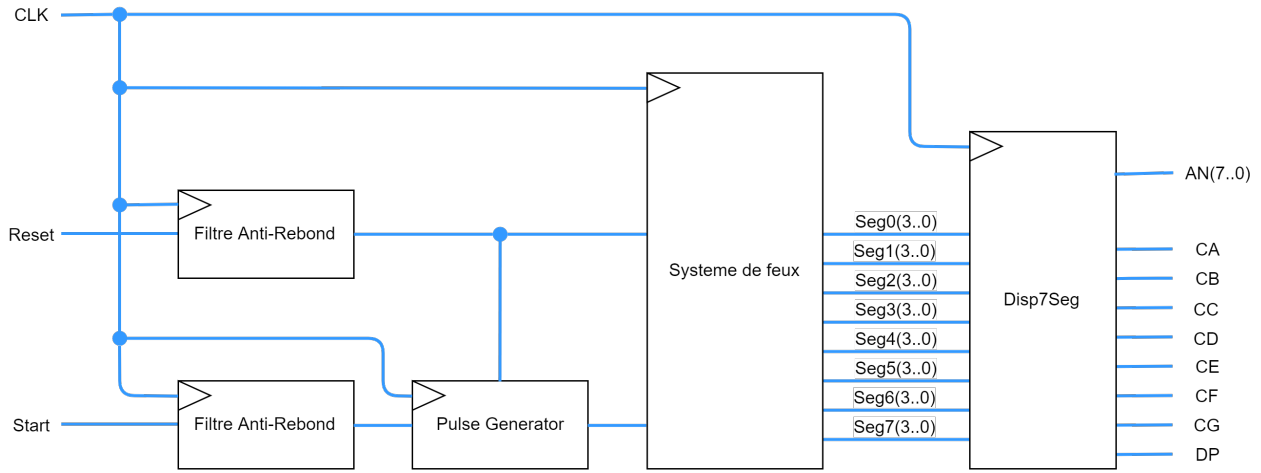 CLK
Reset
Filtre Anti-Rebond
Start
Filtre Anti-Rebond
Pulse Generator
Systeme de feux
Seg0(3..0)
Seg1(3..0)
Seg2(3..0)
Seg3(3..0)
Seg4(3..0)
Seg5(3..0)
Seg6(3..0)
Seg7(3..0)
Disp7Seg
AN(7..0)
CA
CB
CC
CD
CE
CF
CG
DP